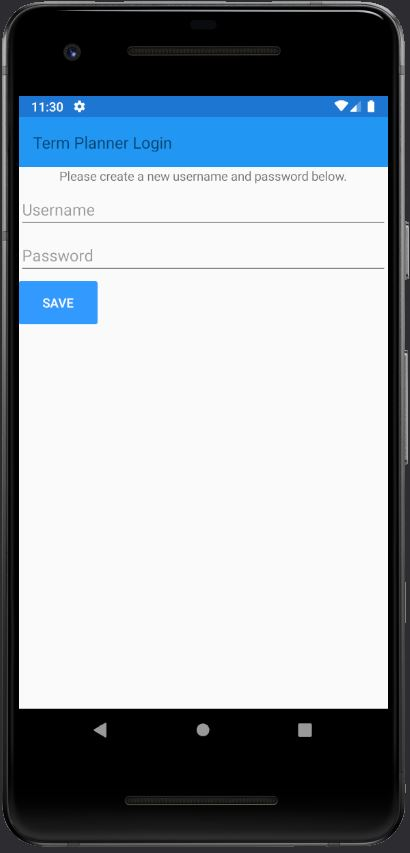 11:30
Term Planner Login
Please create a new username and password below.
Username
Password
SAVE